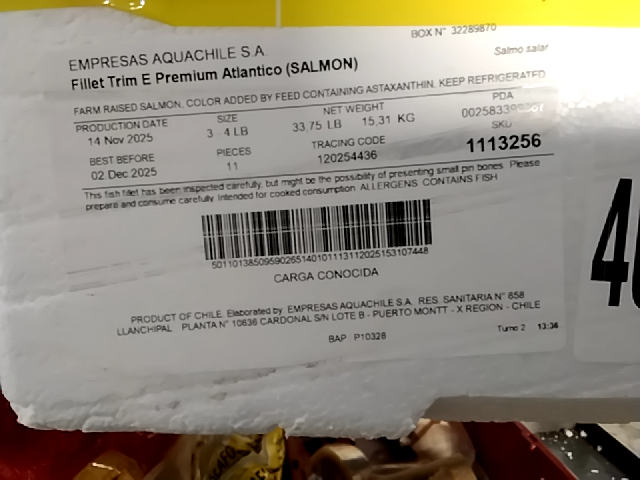 BOX N° 32289870
EMPRESAS AQUACHILE S.A.
Salmo salar
Fillet Trim E Premium Atlantico (SALMON)
FARM RAISED SALMON, COLOR ADDED BY FEED CONTAINING ASTAXANTHIN, KEEP REFRIGERATED
PRODUCTION DATE SIZE NET WEIGHT PDA
14 Nov 2025 3 - 4 LB 33,75 LB 15,31 KG
BEST BEFORE PIECES TRACING CODE SKU
02 Dec 2025 11 120254436 1113256
This fish fillet has been inspected carefully, but might be the possibility of presenting small pin bones. Please
prepare and consume carefully. Intended for cooked consumption. ALLERGENS: CONTAINS FISH
CARGA CONOCIDA
PRODUCT OF CHILE. Elaborated by EMPRESAS AQUACHILE S.A. RES. SANITARIA N° 658
LLANCHIPAL PLANTA N° 10636 CARDONAL S/N LOTE B - PUERTO MONTT - X REGION - CHILE
BAP P10328
Turno 2 13:36